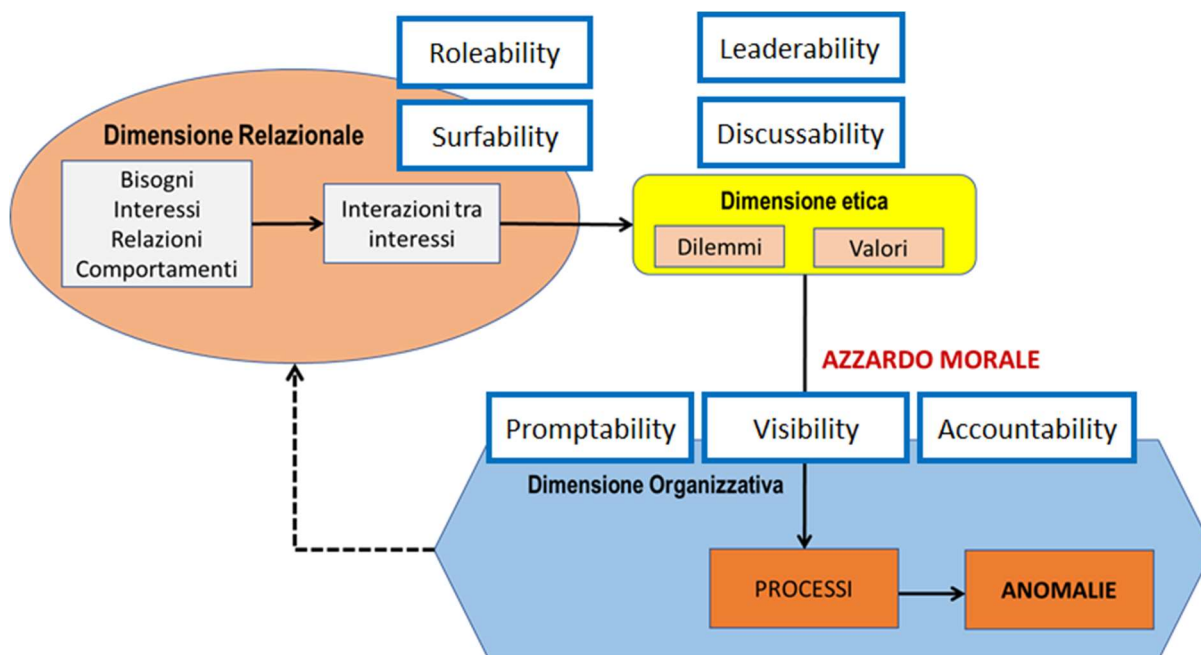 Roleability
Leaderability
Surfability
Discussability
Dimensione Relazionale
Bisogni
Interessi
Relazioni
Comportamenti
Interazioni tra
interessi
Dimensione etica
Dilemmi
Valori
AZZARDO MORALE
Promptability
Visibility
Accountability
Dimensione Organizzativa
PROCESSI
ANOMALIE